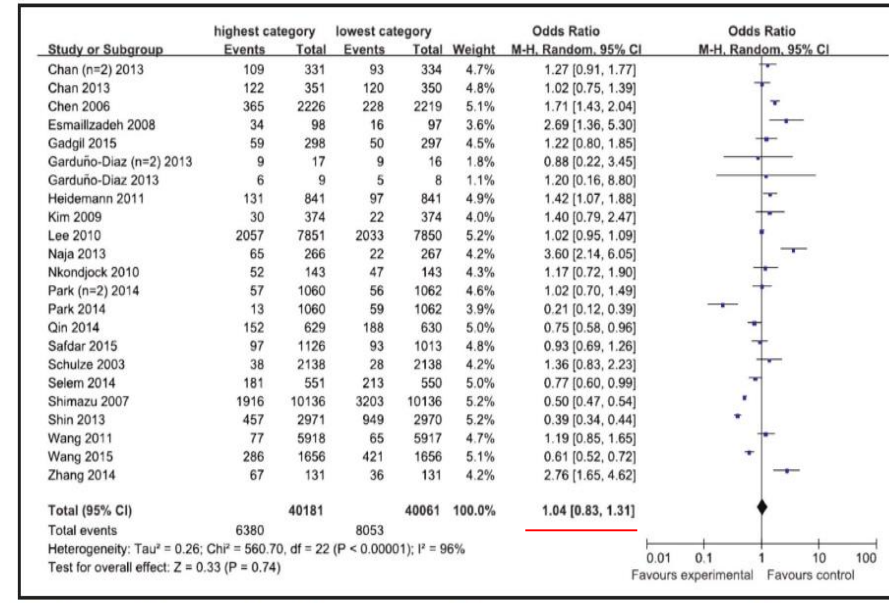 highest category lowest category Odds Ratio Odds Ratio
Study or Subgroup Events Total Events Total Weight M-H, Random, 95% CI M-H, Random, 95% CI
Chan (n=2) 2013 109 331 93 334 4.7% 1.27 [0.91, 1.77]
Chan 2013 122 351 120 350 4.8% 1.02 [0.75, 1.39]
Chen 2006 365 2226 228 2219 5.1% 1.71 [1.43, 2.04]
Esmaillzadeh 2008 34 98 16 97 3.6% 2.69 [1.36, 5.30]
Gadgil 2015 59 298 50 297 4.5% 1.22 [0.80, 1.85]
Garduño-Diaz (n=2) 2013 9 17 9 16 1.8% 0.88 [0.22, 3.45]
Garduño-Diaz 2013 6 9 5 8 1.1% 1.20 [0.16, 8.80]
Heidemann 2011 131 841 97 841 4.9% 1.42 [1.07, 1.88]
Kim 2009 30 374 22 374 4.0% 1.40 [0.79, 2.47]
Lee 2010 2057 7851 2033 7850 5.2% 1.02 [0.95, 1.09]
Naja 2013 65 266 22 267 4.2% 3.60 [2.14, 6.05]
Nkondjock 2010 52 143 47 143 4.3% 1.17 [0.72, 1.90]
Park (n=2) 2014 57 1060 56 1062 4.6% 1.02 [0.70, 1.49]
Park 2014 13 1060 59 1062 3.9% 0.21 [0.12, 0.39]
Qin 2014 152 629 188 630 5.0% 0.75 [0.58, 0.96]
Safdar 2015 97 1126 93 1013 4.8% 0.93 [0.69, 1.26]
Schulze 2003 38 2138 28 2138 4.2% 1.36 [0.83, 2.23]
Selem 2014 181 551 213 550 5.0% 0.77 [0.60, 0.99]
Shimazu 2007 1916 10136 3203 10136 5.2% 0.50 [0.47, 0.54]
Shin 2013 457 2971 949 2970 5.2% 0.39 [0.34, 0.44]
Wang 2011 77 5918 65 5917 4.7% 1.19 [0.85, 1.65]
Wang 2015 286 1656 421 1656 5.1% 0.61 [0.52, 0.72]
Zhang 2014 67 131 36 131 4.2% 2.76 [1.65, 4.62]
Total (95% CI) 40181 40061 100.0% 1.04 [0.83, 1.31]
Total events 6380 8053
Heterogeneity: Tau² = 0.26; Chi² = 560.70, df = 22 (P < 0.00001); I² = 96%
Test for overall effect: Z = 0.33 (P = 0.74)
0.01 0.1 1 10 100
Favours experimental Favours control